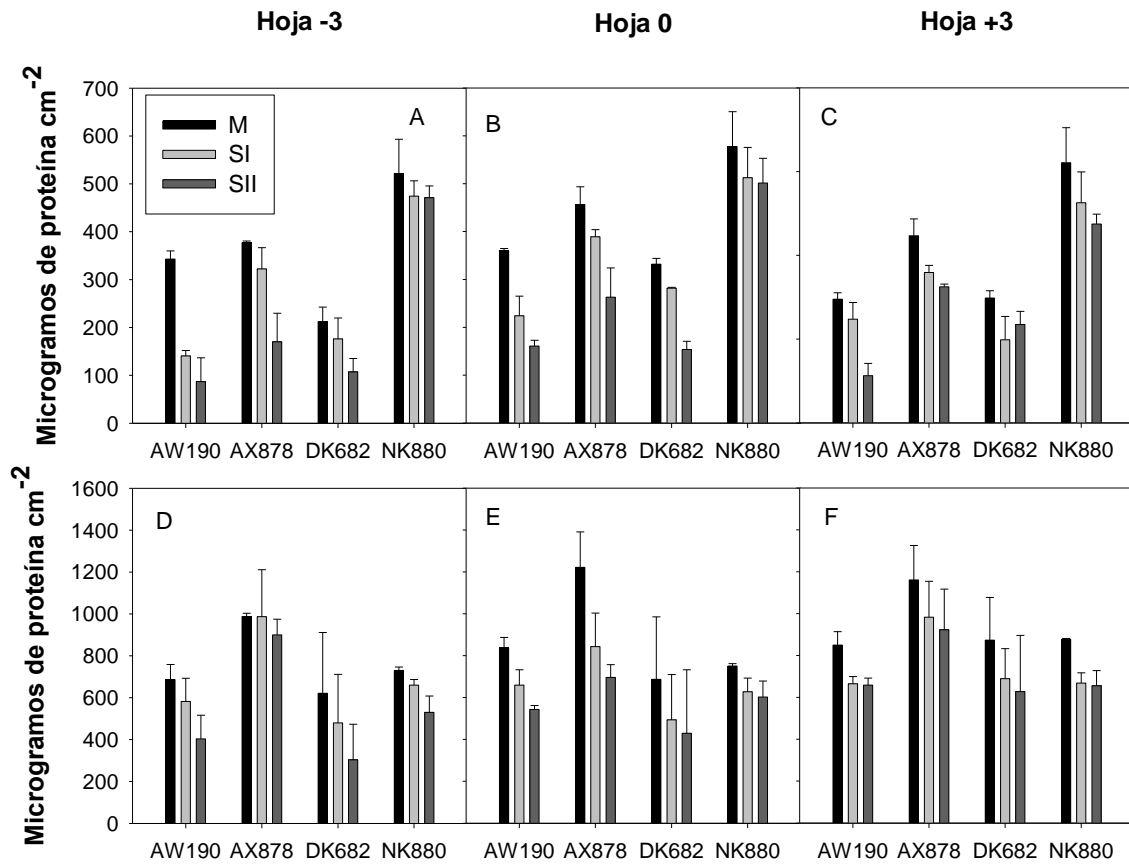 Hoja -3
Hoja 0
Hoja +3
Microgramos de proteína cm-2
700
600
500
400
300
200
100
0
M
SI
SII
A
B
C
AW190 AX878 DK682 NK880
AW190 AX878 DK682 NK880
AW190 AX878 DK682 NK880
Microgramos de proteína cm-2
1600
1400
1200
1000
800
600
400
200
0
D
E
F
AW190 AX878 DK682 NK880
AW190 AX878 DK682 NK880
AW190 AX878 DK682 NK880